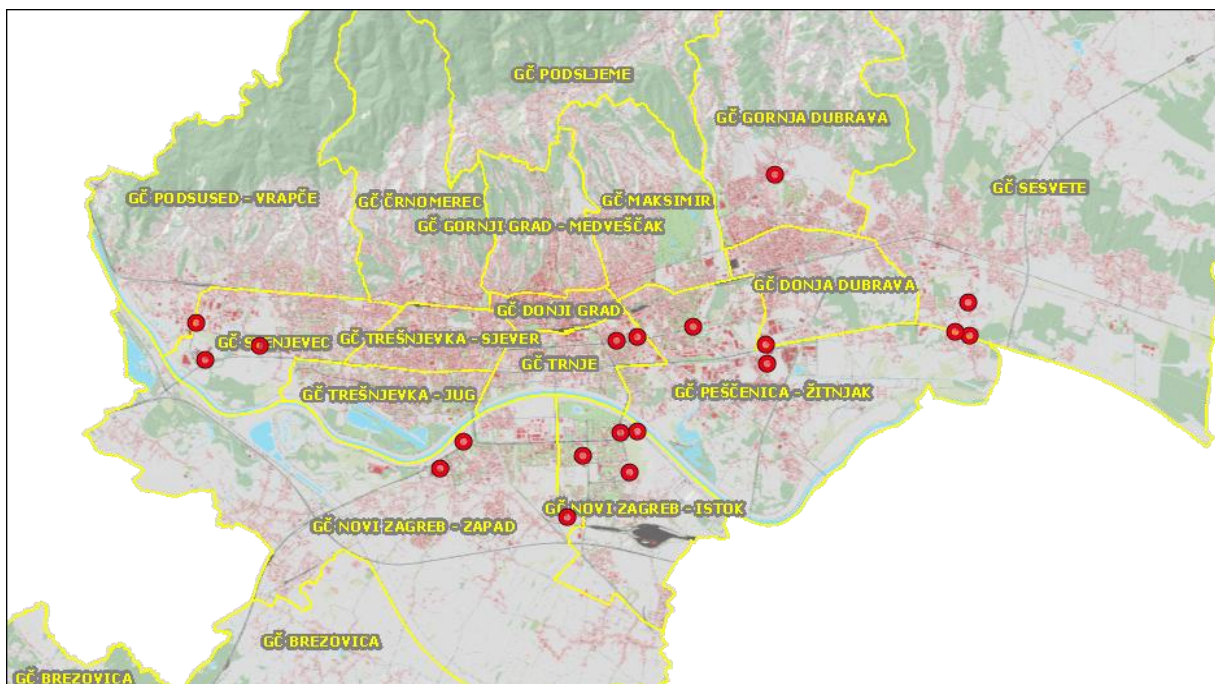 GČ PODSLJEME
GČ GORNJA DUBRAVA
GČ SESVETE
GČ PODSUSED - VRAPČE
GČ ČRNOMEREC
GČ MAKSIMIR
GČ GORNJI GRAD - MEDVEŠČAK
GČ DONJA DUBRAVA
GČ DONJI GRAD
GČ STENJEVEC
GČ TREŠNJEVKA - SJEVER
GČ TRNJE
GČ TREŠNJEVKA - JUG
GČ PEŠČENICA - ŽITNJAK
GČ NOVI ZAGREB - ISTOK
GČ NOVI ZAGREB - ZAPAD
GČ BREZOVICA
GČ BREZOVICA